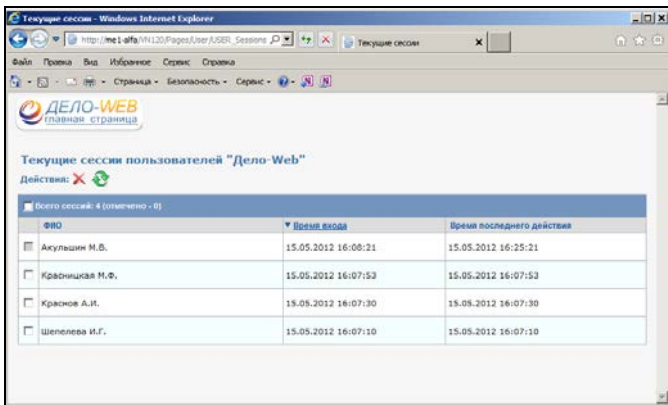 Текущие сессии - Windows Internet Explorer
http://me1-alfa/VN120/Pages/User/USER_Sessions
Текущие сессии
Файл Правка Вид Избранное Сервис Справка
Страница Безопасность Сервис
ДЕЛО-WEB
главная страница
Текущие сессии пользователей "Дело-Web"
Действия:
Всего сессий: 4 (отмечено - 0)
ФИО Время входа Время последнего действия
Акульшин М.В. 15.05.2012 16:08:21 15.05.2012 16:25:21
Красницкая М.Ф. 15.05.2012 16:07:53 15.05.2012 16:07:53
Краснов А.И. 15.05.2012 16:07:30 15.05.2012 16:07:30
Шепелева И.Г. 15.05.2012 16:07:10 15.05.2012 16:07:10